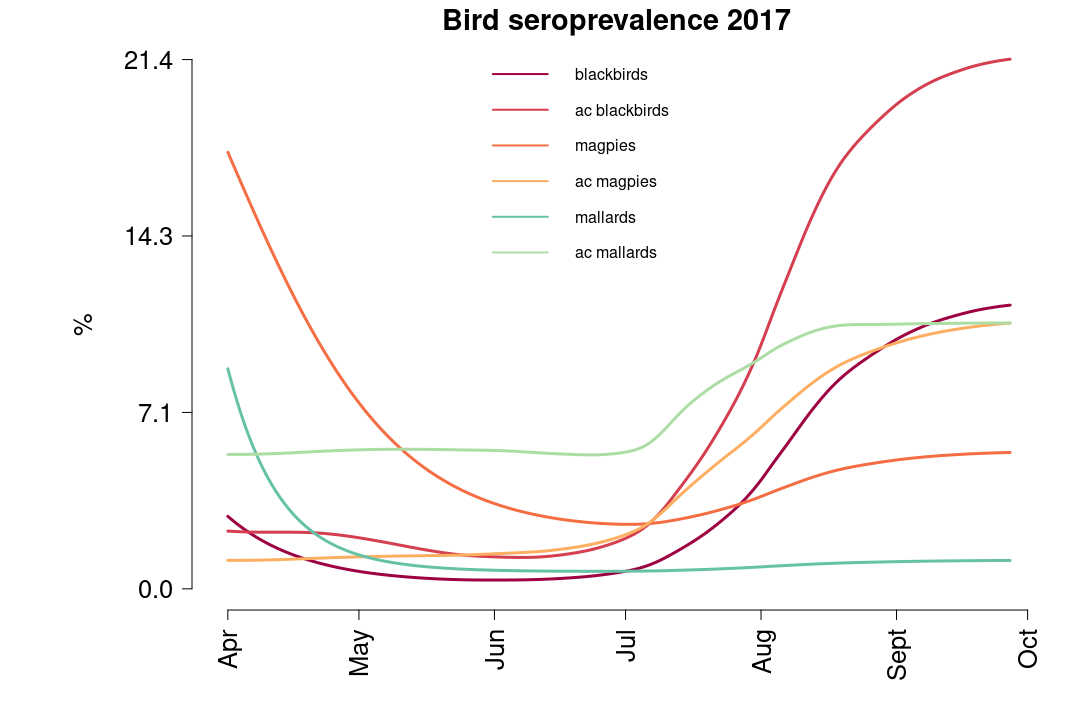 Bird seroprevalence 2017
21.4
14.3
7.1
0.0
%
blackbirds
ac blackbirds
magpies
ac magpies
mallards
ac mallards
Apr
May
Jun
Jul
Aug
Sept
Oct